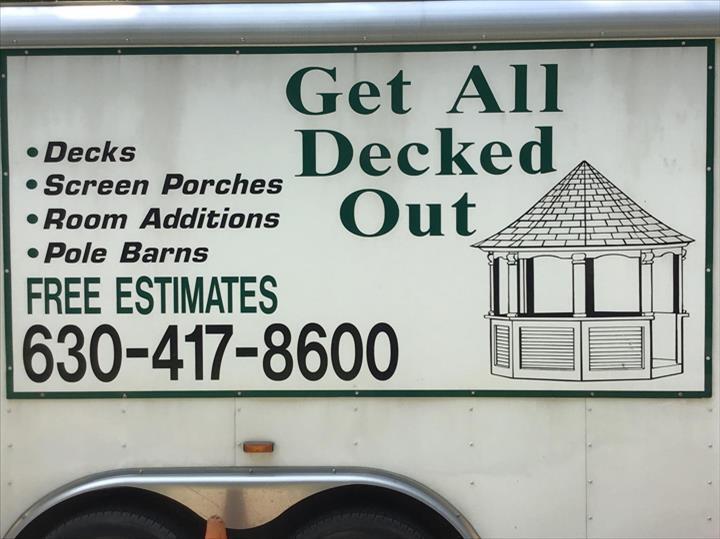 Get All
Decked
Out
•Decks
•Screen Porches
•Room Additions
•Pole Barns
FREE ESTIMATES
630-417-8600